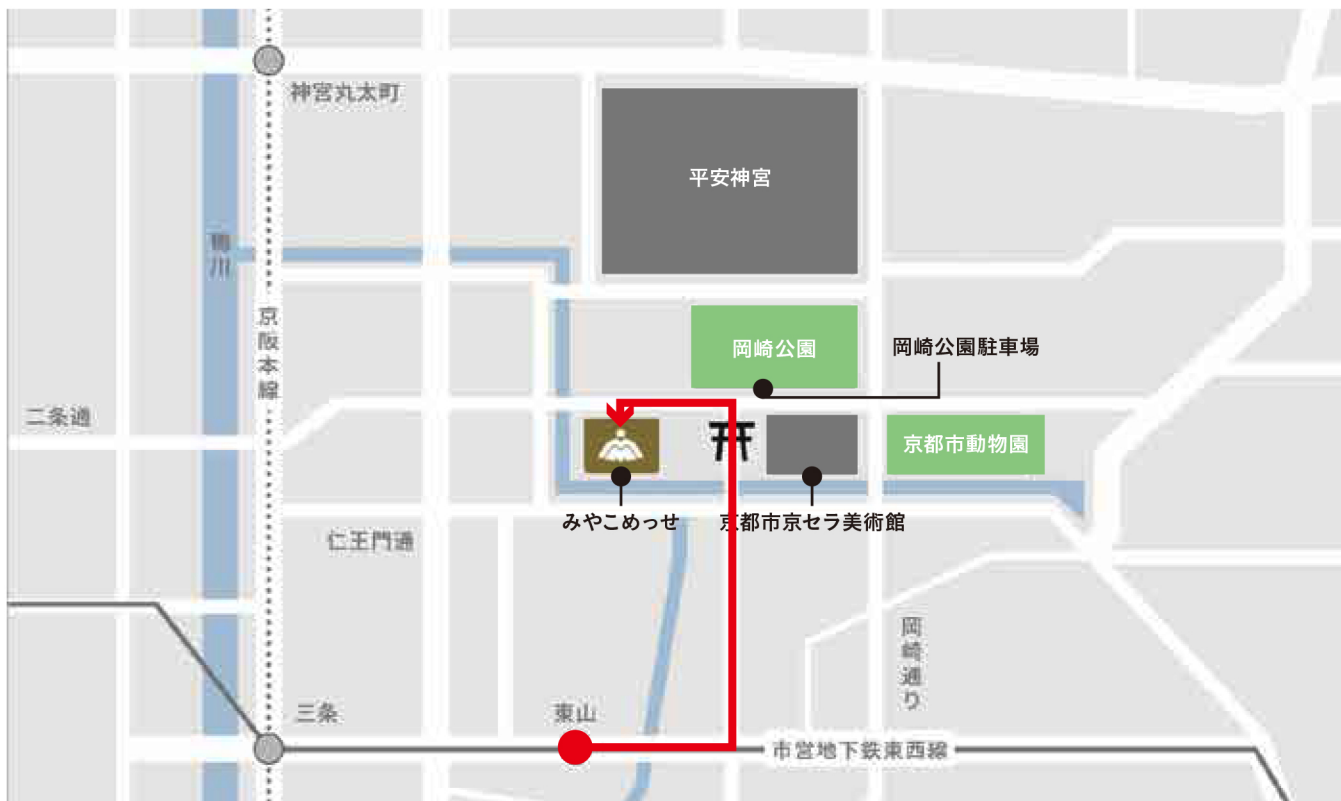 神宮丸太町
平安神宮
鴨川
京阪本線
岡崎公園
岡崎公園駐車場
二条通
京都市動物園
みやこめっせ
京都市京セラ美術館
仁王門通
岡崎通り
三条
東山
市営地下鉄東西線